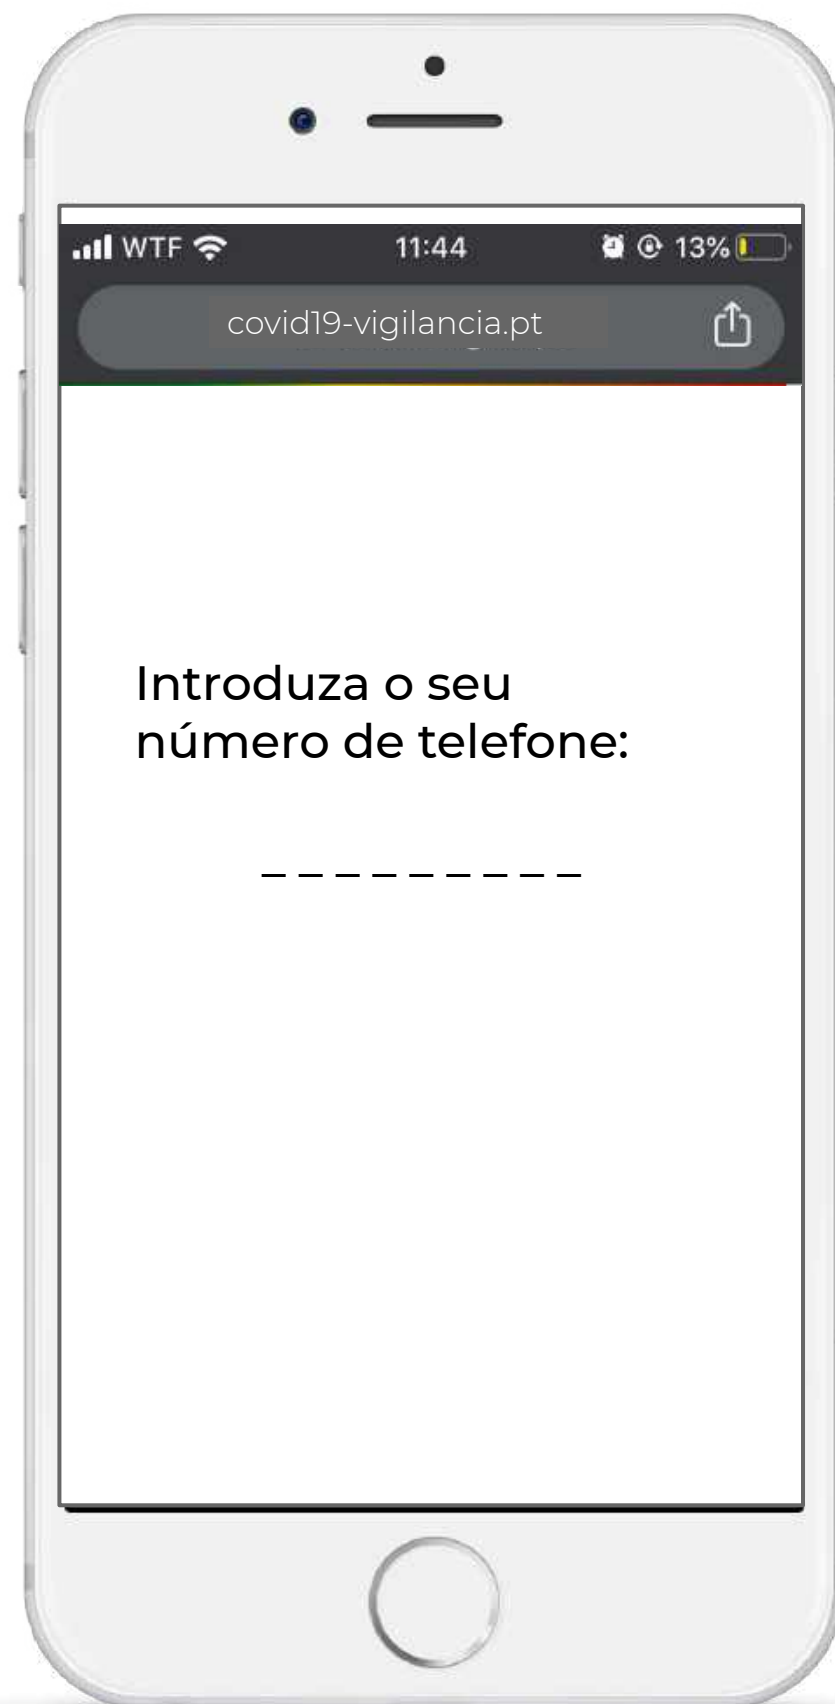 WTF 11:44 13%
covid19-vigilancia.pt
Introduza o seu
número de telefone:
_ _ _ _ _ _ _ _ _